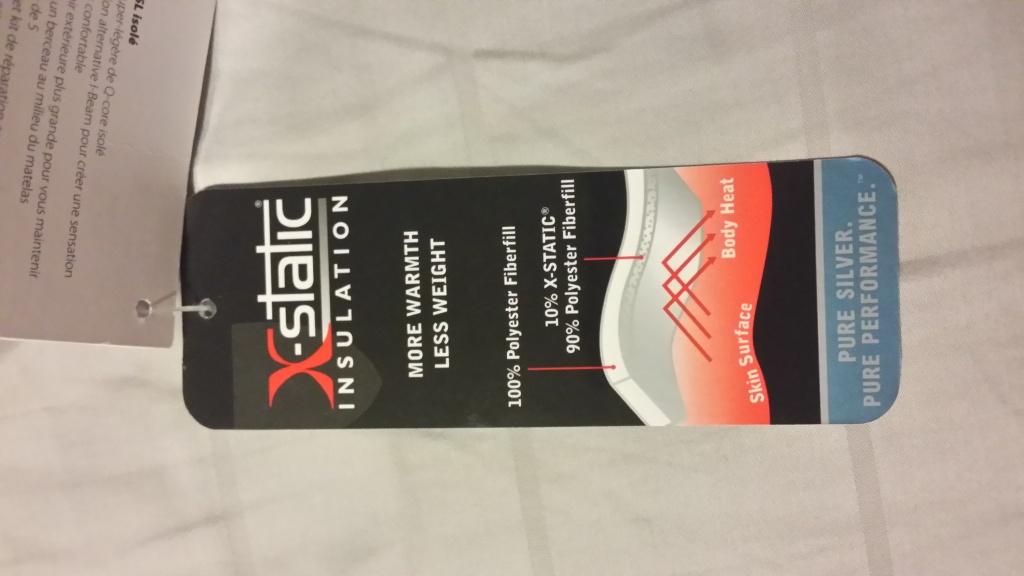 SL isolé
per-légère de Q-core isolé
on alternative I-Beam pour créer une sensation
confortable
extérieure plus grande pour vous maintenir
un berceau au milieu du matelas
de 5
et kit de réparation
X-static®
INSULATION
MORE WARMTH
LESS WEIGHT
100% Polyester Fiberfill
10% X-STATIC®
90% Polyester Fiberfill
Body Heat
Skin Surface
PURE SILVER.
PURE PERFORMANCE.™